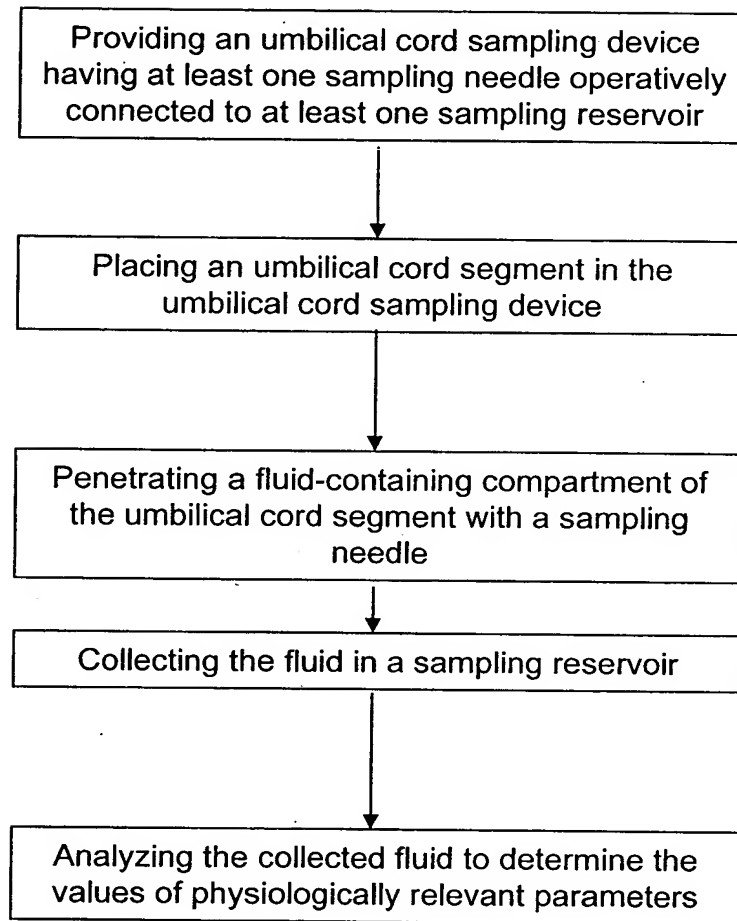 Providing an umbilical cord sampling device
having at least one sampling needle operatively
connected to at least one sampling reservoir
Placing an umbilical cord segment in the
umbilical cord sampling device
Penetrating a fluid-containing compartment of
the umbilical cord segment with a sampling
needle
Collecting the fluid in a sampling reservoir
Analyzing the collected fluid to determine the
values of physiologically relevant parameters